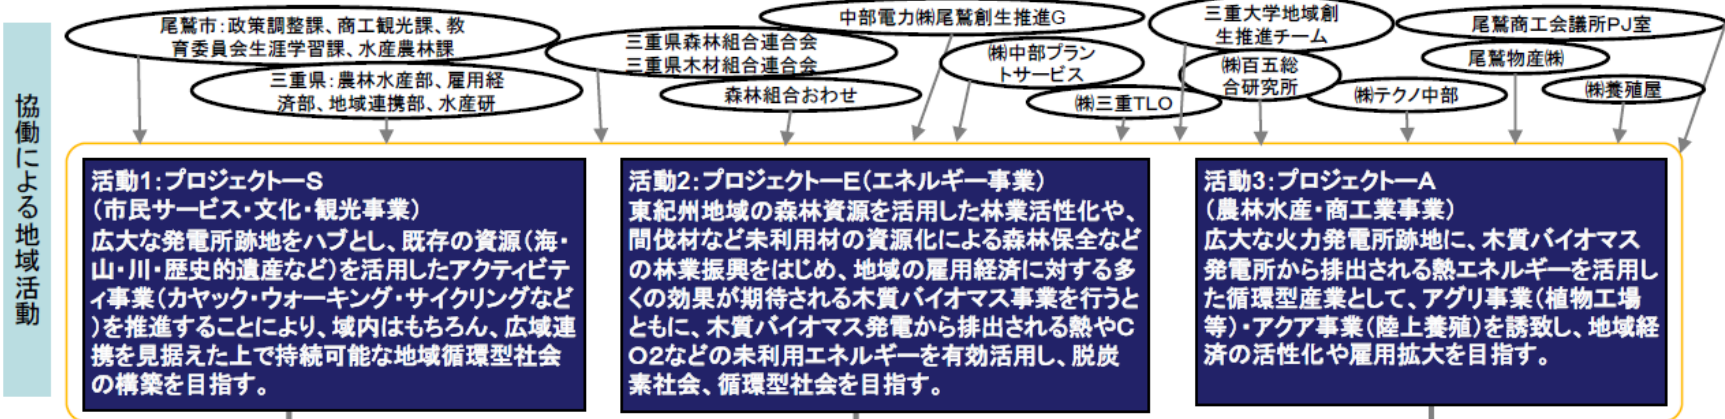 協働による地域活動
尾鷲市:政策調整課、商工観光課、教
育委員会生涯学習課、水産農林課
三重県:農林水産部、雇用経
済部、地域連携部、水産研
三重県森林組合連合会
三重県木材組合連合会
森林組合おわせ
中部電力㈱尾鷲創生推進G
㈱中部プラン
トサービス
㈱三重TLO
三重大学地域創
生推進チーム
㈱百五総
合研究所
㈱テクノ中部
尾鷲商工会議所PJ室
尾鷲物産㈱
㈱養殖屋
活動1:プロジェクトーS
(市民サービス・文化・観光事業)
広大な発電所跡地をハブとし、既存の資源(海・
山・川・歴史的遺産など)を活用したアクティビテ
ィ事業(カヤック・ウォーキング・サイクリングなど
)を推進することにより、域内はもちろん、広域連
携を見据えた上で持続可能な地域循環型社会
の構築を目指す。
活動2:プロジェクトーE(エネルギー事業)
東紀州地域の森林資源を活用した林業活性化や、
間伐材など未利用材の資源化による森林保全など
の林業振興をはじめ、地域の雇用経済に対する多
くの効果が期待される木質バイオマス事業を行うと
ともに、木質バイオマス発電から排出される熱やC
O2などの未利用エネルギーを有効活用し、脱炭
素社会、循環型社会を目指す。
活動3:プロジェクトーA
(農林水産・商工業事業)
広大な火力発電所跡地に、木質バイオマス
発電所から排出される熱エネルギーを活用し
た循環型産業として、アグリ事業(植物工場
等)・アクア事業(陸上養殖)を誘致し、地域経
済の活性化や雇用拡大を目指す。